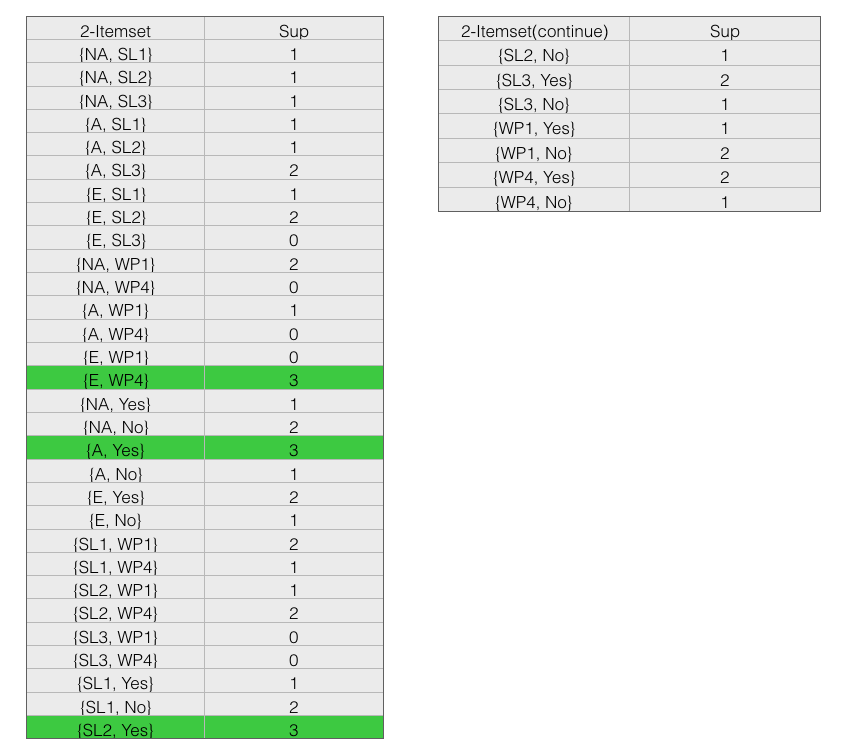 2-Itemset Sup
{NA, SL1} 1
{NA, SL2} 1
{NA, SL3} 1
{A, SL1} 1
{A, SL2} 1
{A, SL3} 2
{E, SL1} 1
{E, SL2} 2
{E, SL3} 0
{NA, WP1} 2
{NA, WP4} 0
{A, WP1} 1
{A, WP4} 0
{E, WP1} 0
{E, WP4} 3
{NA, Yes} 1
{NA, No} 2
{A, Yes} 3
{A, No} 1
{E, Yes} 2
{E, No} 1
{SL1, WP1} 2
{SL1, WP4} 1
{SL2, WP1} 1
{SL2, WP4} 2
{SL3, WP1} 0
{SL3, WP4} 0
{SL1, Yes} 1
{SL1, No} 2
{SL2, Yes} 3
2-Itemset(continue) Sup
{SL2, No} 1
{SL3, Yes} 2
{SL3, No} 1
{WP1, Yes} 1
{WP1, No} 2
{WP4, Yes} 2
{WP4, No} 1